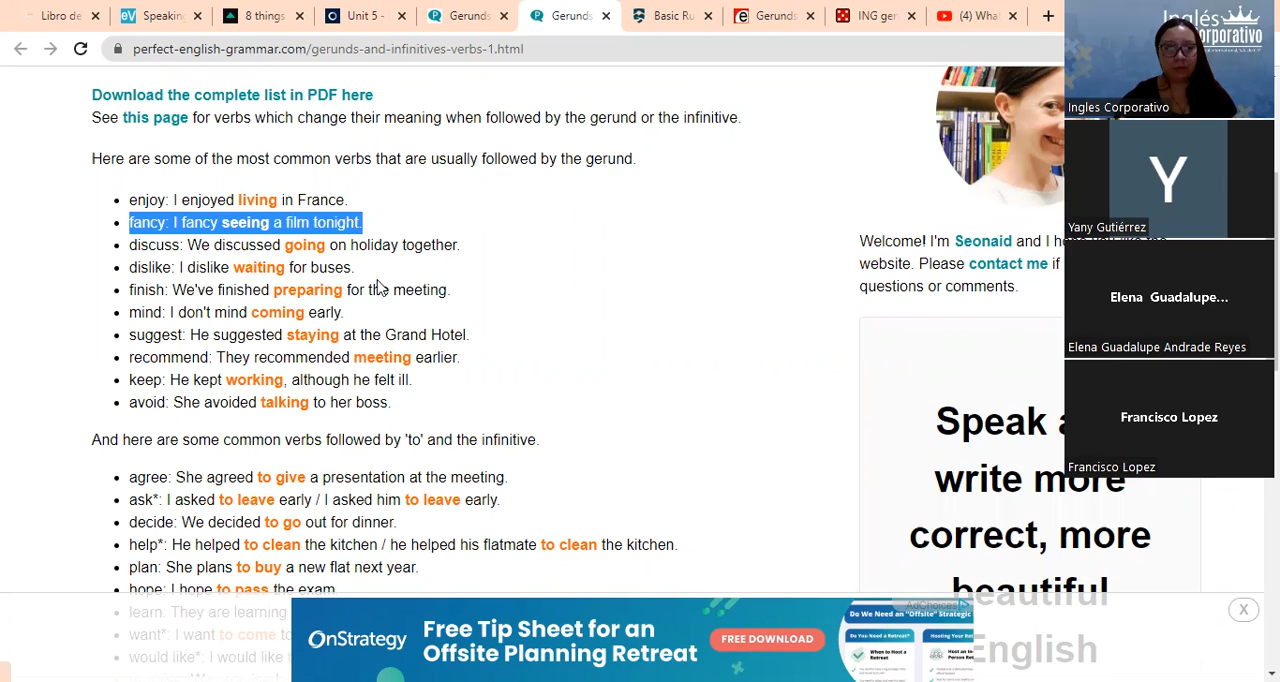 Libro de
Speaking
8 things
Unit 5 -
Gerunds
Gerunds
Basic Ru
Gerunds
ING ger
(4) Wha
perfect-english-grammar.com/gerunds-and-infinitives-verbs-1.html
Download the complete list in PDF here
See this page for verbs which change their meaning when followed by the gerund or the infinitive.
Here are some of the most common verbs that are usually followed by the gerund.
enjoy: I enjoyed living in France.
fancy: I fancy seeing a film tonight.
discuss: We discussed going on holiday together.
dislike: I dislike waiting for buses.
finish: We've finished preparing for the meeting.
mind: I don't mind coming early.
suggest: He suggested staying at the Grand Hotel.
recommend: They recommended meeting earlier.
keep: He kept working, although he felt ill.
avoid: She avoided talking to her boss.
And here are some common verbs followed by 'to' and the infinitive.
agree: She agreed to give a presentation at the meeting.
ask*: I asked to leave early / I asked him to leave early.
decide: We decided to go out for dinner.
help*: He helped to clean the kitchen / he helped his flatmate to clean the kitchen.
plan: She plans to buy a new flat next year.
hope: I hope to pass the exam.
learn: They are learning
want*: I want to come to
would like*: I would like
Welcome! I'm Seonaid and I
website. Please contact me if
questions or comments.
Speak
write more
correct, more
beautiful
English
OnStrategy
Free Tip Sheet for an
Offsite Planning Retreat
FREE DOWNLOAD
AdChoices
Do We Need an "Offsite" Strategic
X
Inglés
Corporativo
Ingles Corporativo
Y
Yany Gutiérrez
Elena Guadalupe...
Elena Guadalupe Andrade Reyes
Francisco Lopez
Francisco Lopez